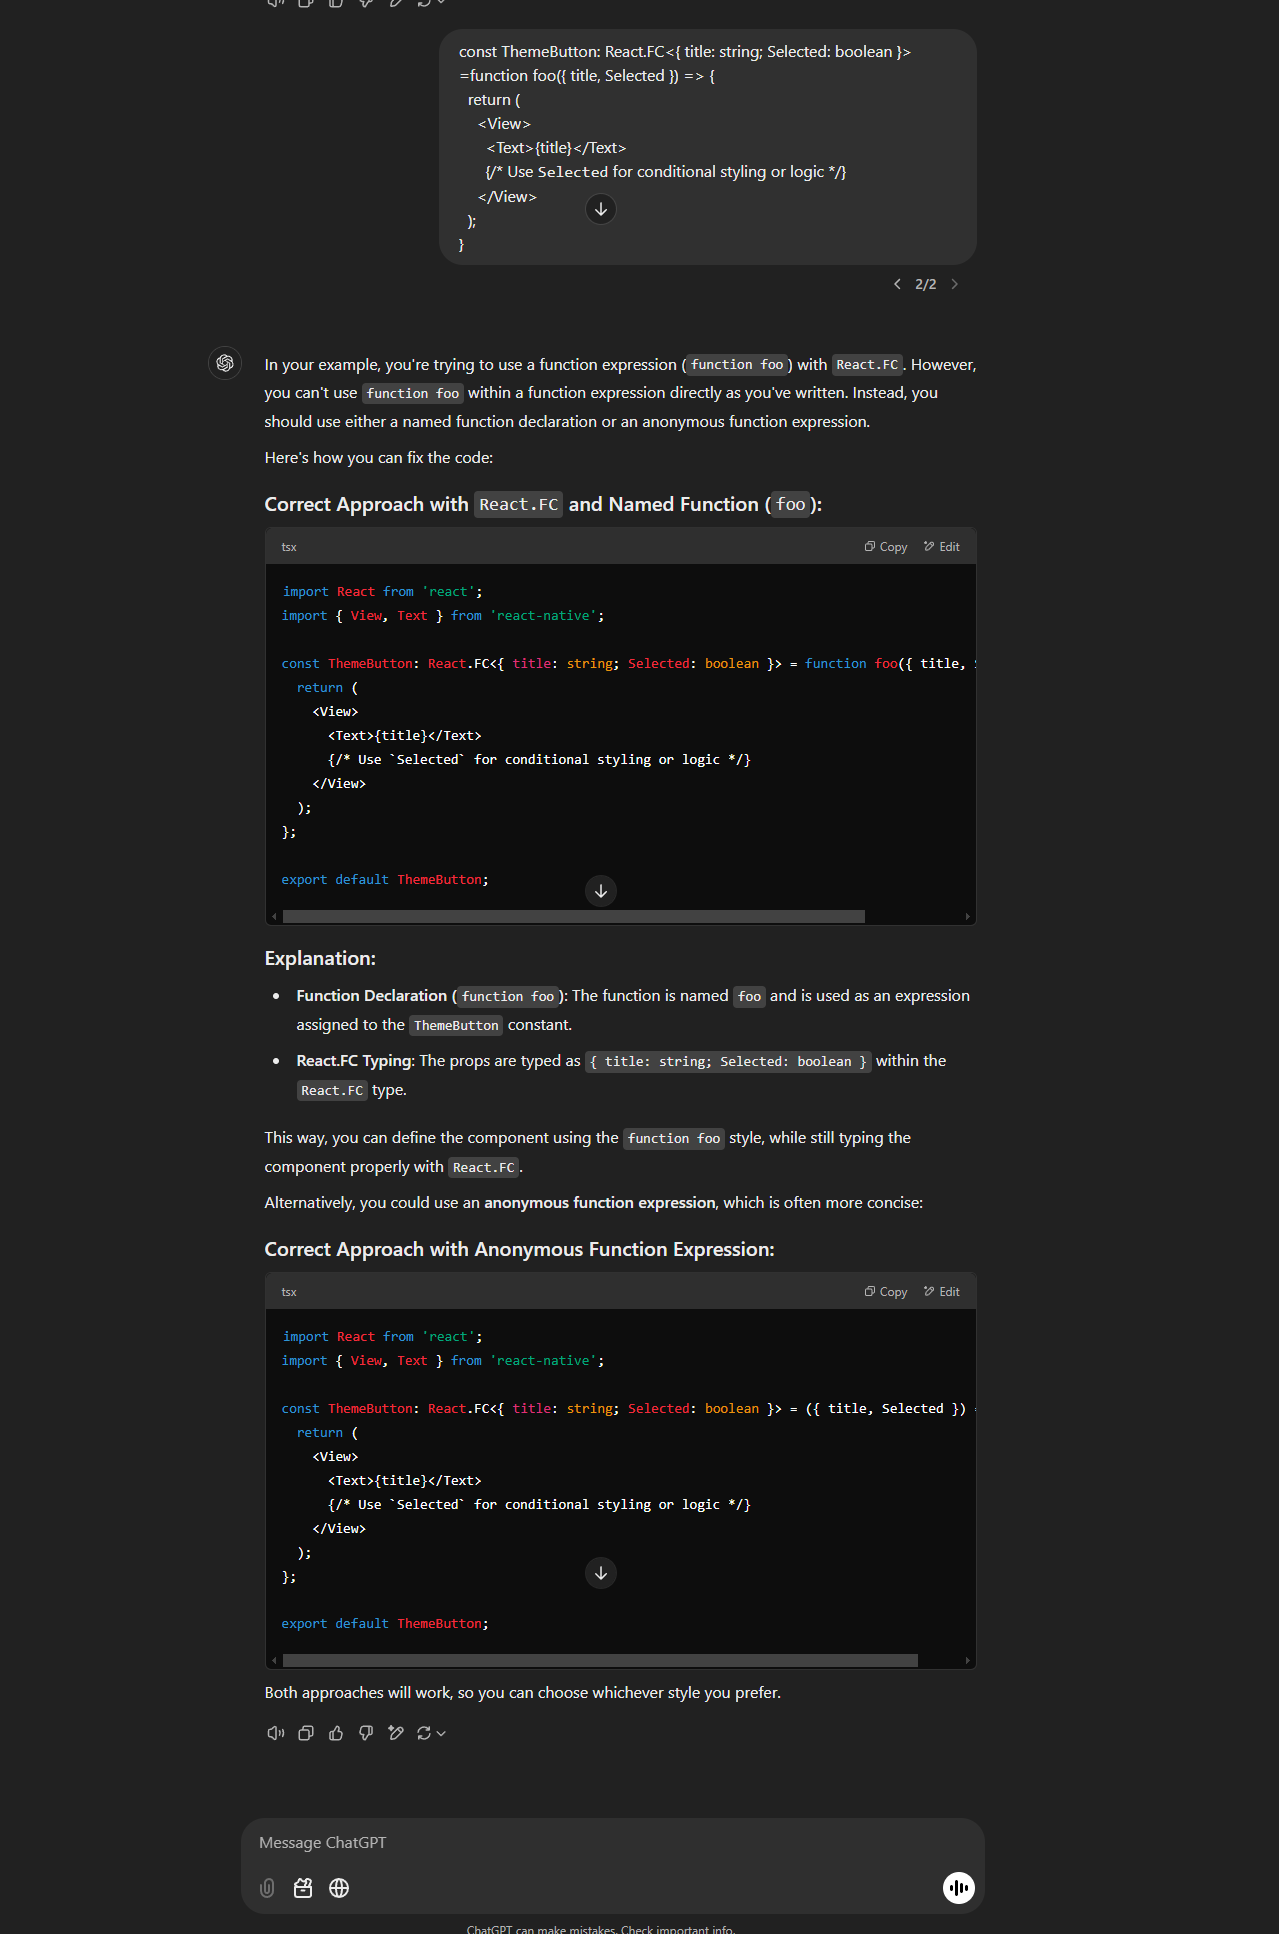 const ThemeButton: React.FC<{ title: string; Selected: boolean }>
=function foo({ title, Selected }) => {
return (
<View>
<Text>{title}</Text>
{/* Use Selected for conditional styling or logic */}
</View>
);
}
2/2
In your example, you're trying to use a function expression (function foo) with React.FC. However,
you can't use function foo within a function expression directly as you've written. Instead, you
should use either a named function declaration or an anonymous function expression.
Here's how you can fix the code:
Correct Approach with React.FC and Named Function (foo):
tsx
Copy
Edit
import React from 'react';
import { View, Text } from 'react-native';
const ThemeButton: React.FC<{ title: string; Selected: boolean }> = function foo({ title,
return (
<View>
<Text>{title}</Text>
{/* Use `Selected` for conditional styling or logic */}
</View>
);
};
export default ThemeButton;
Explanation:
• Function Declaration (function foo): The function is named foo and is used as an expression
assigned to the ThemeButton constant.
• React.FC Typing: The props are typed as { title: string; Selected: boolean } within the
React.FC type.
This way, you can define the component using the function foo style, while still typing the
component properly with React.FC.
Alternatively, you could use an anonymous function expression, which is often more concise:
Correct Approach with Anonymous Function Expression:
tsx
Copy
Edit
import React from 'react';
import { View, Text } from 'react-native';
const ThemeButton: React.FC<{ title: string; Selected: boolean }> = ({ title, Selected })
return (
<View>
<Text>{title}</Text>
{/* Use `Selected` for conditional styling or logic */}
</View>
);
};
export default ThemeButton;
Both approaches will work, so you can choose whichever style you prefer.
Message ChatGPT
ChatGPT can make mistakes. Check important info.